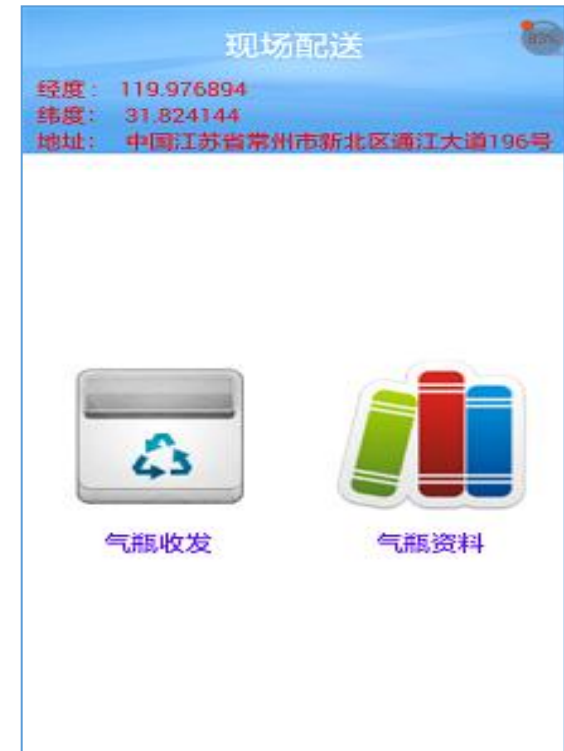 现场配送
83%
经度： 119.976894
纬度： 31.824144
地址： 中国江苏省常州市新北区通江大道196号
气瓶收发
气瓶资料